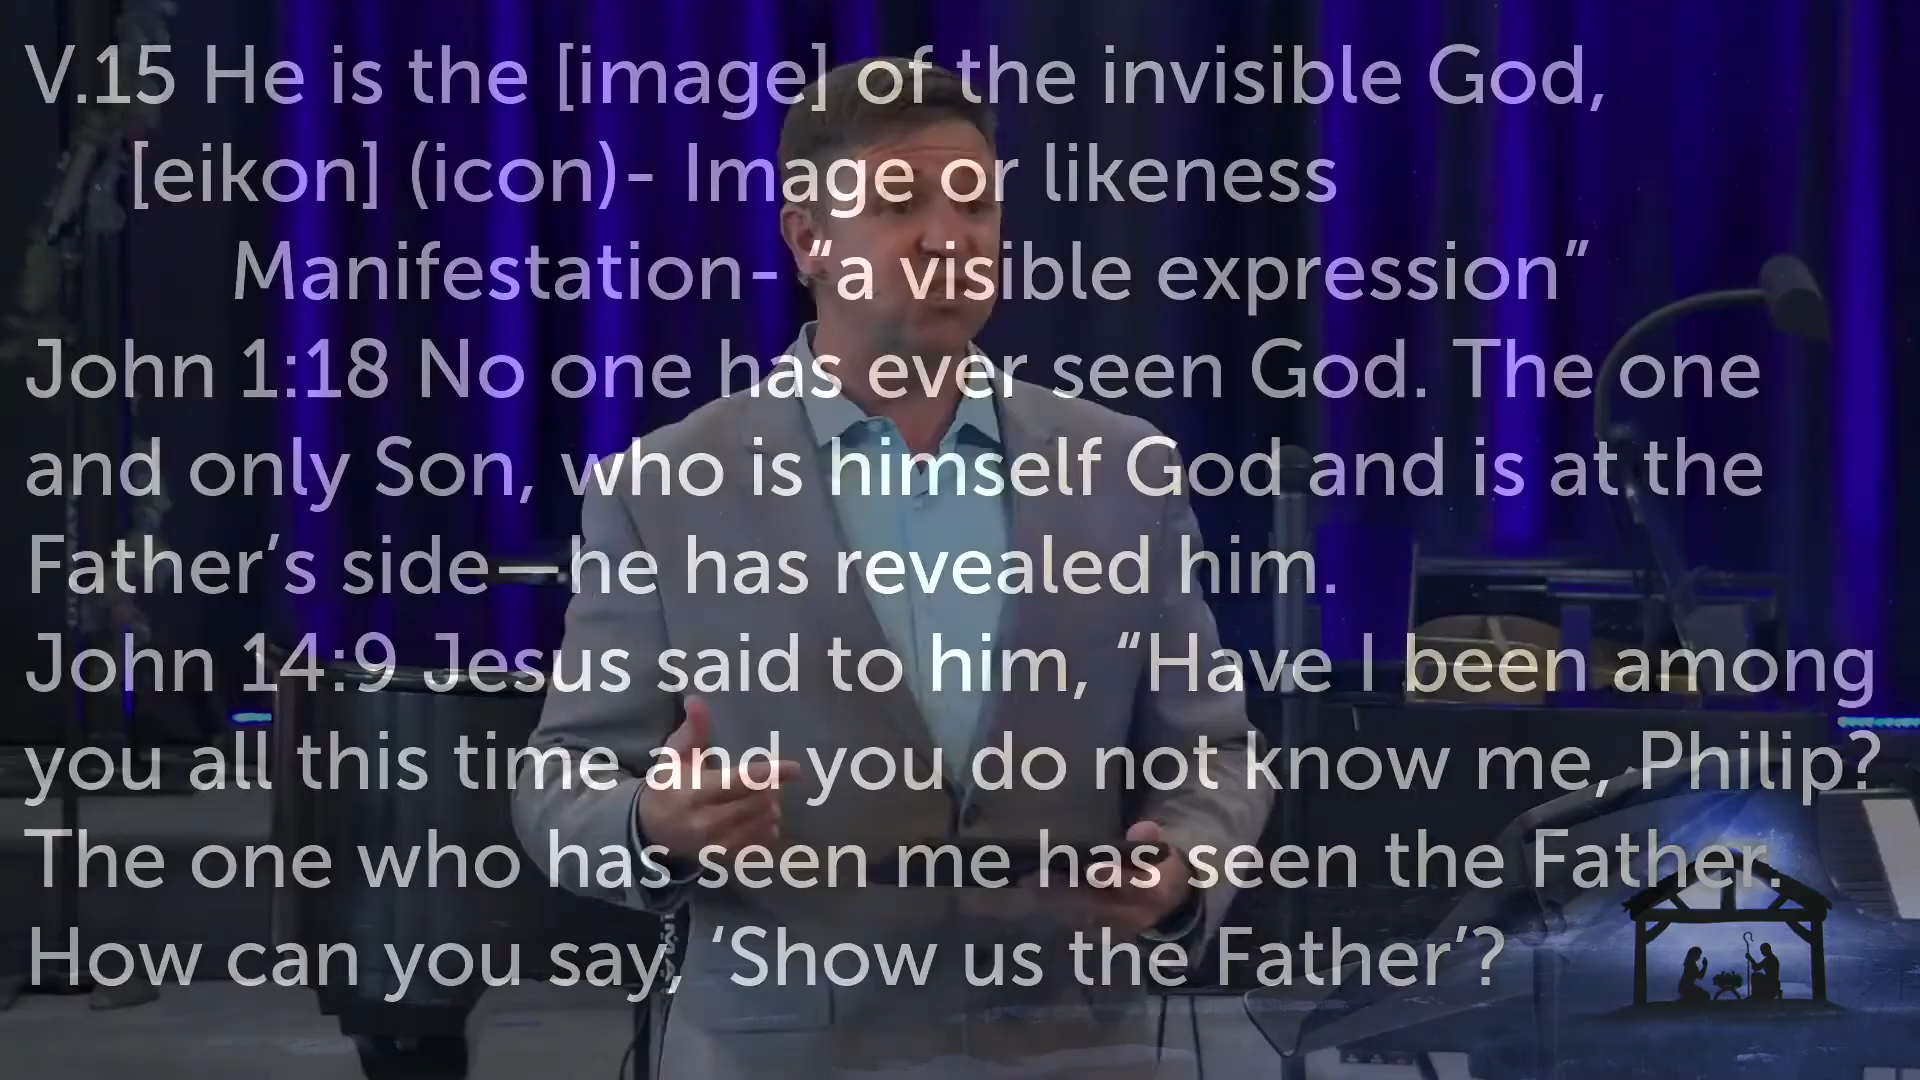 V.15 He is the [image] of the invisible God,
[eikon] (icon)- Image or likeness
Manifestation- “a visible expression”
John 1:18 No one has ever seen God. The one
and only Son, who is himself God and is at the
Father’s side—he has revealed him.
John 14:9 Jesus said to him, “Have I been among
you all this time and you do not know me, Philip?
The one who has seen me has seen the Father.
How can you say, ‘Show us the Father’?